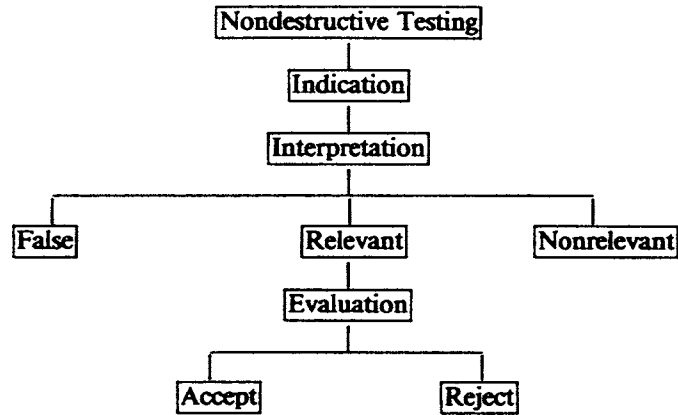 Nondestructive Testing
Indication
Interpretation
False Relevant Nonrelevant
Evaluation
Accept Reject